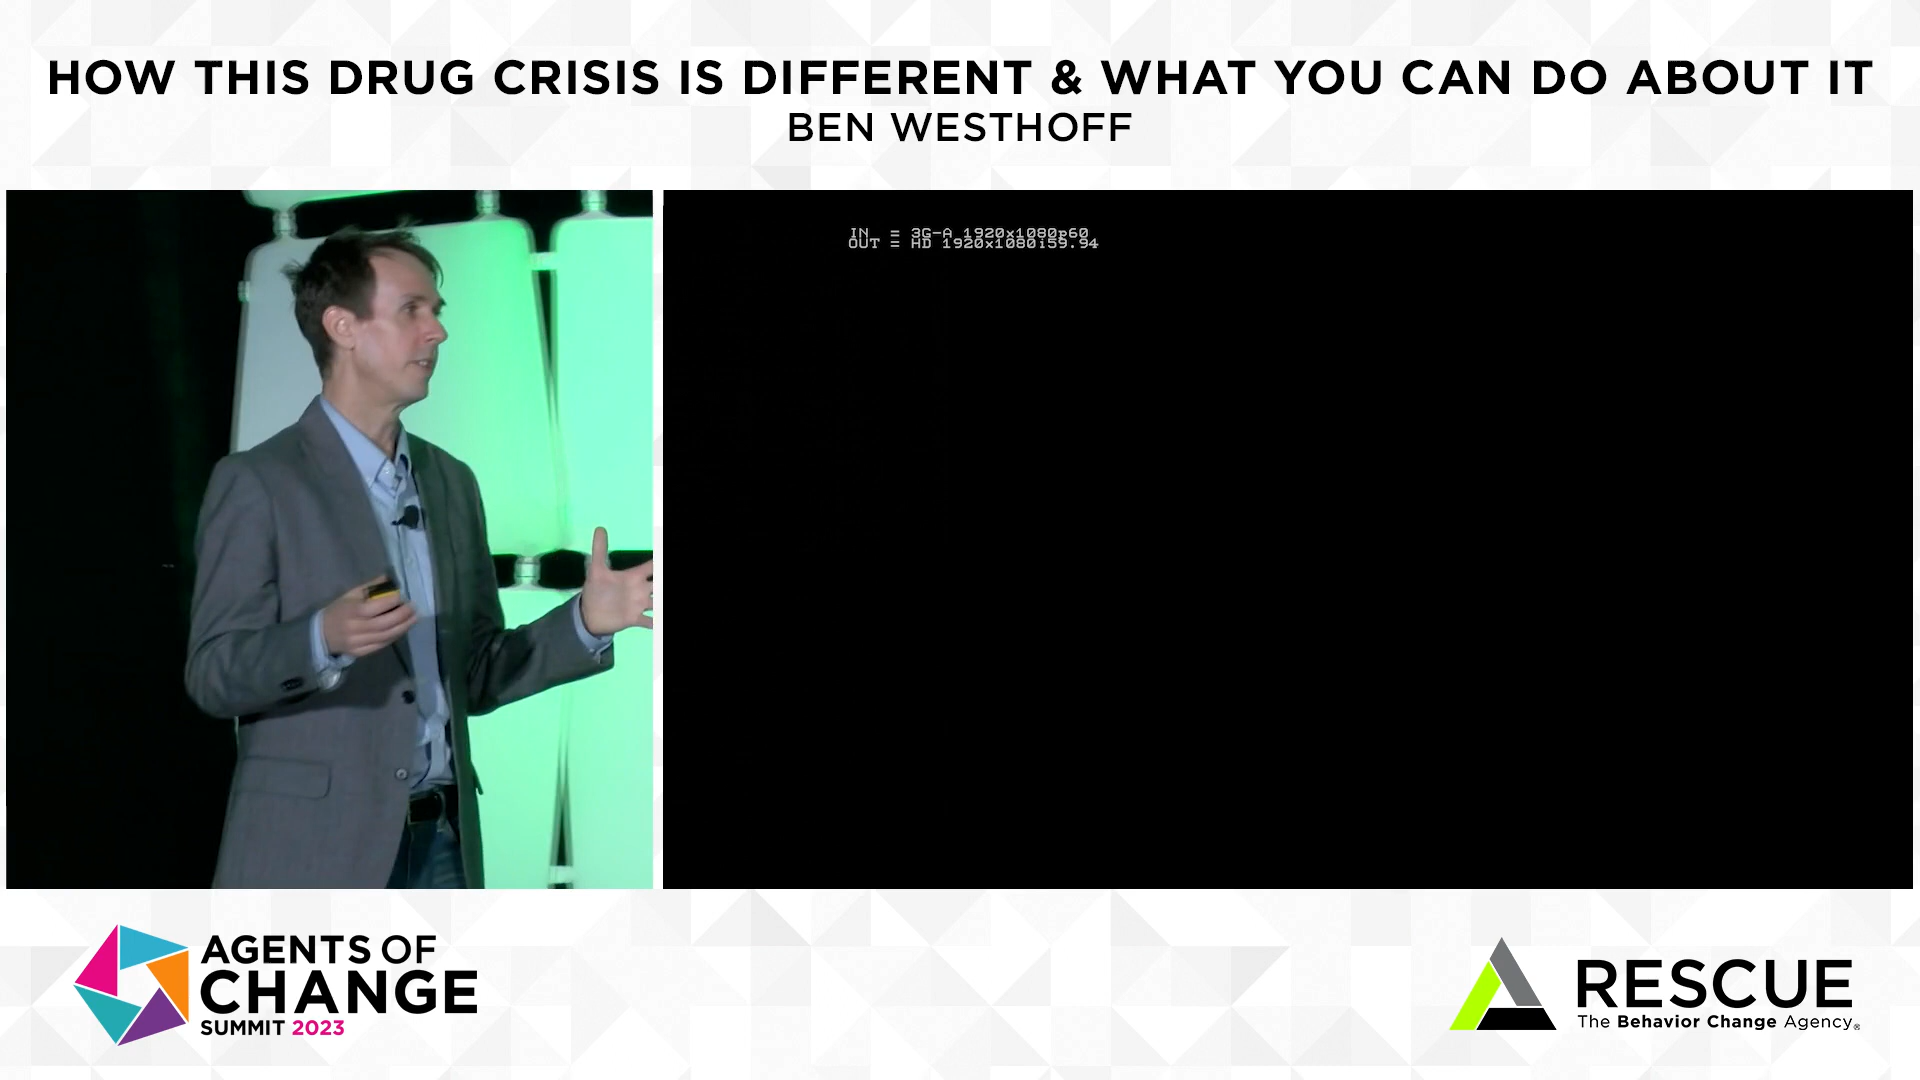 HOW THIS DRUG CRISIS IS DIFFERENT & WHAT YOU CAN DO ABOUT IT
BEN WESTHOFF
IN = 3G-A 1920x1080p60
OUT = HD 1920x1080i59.94
AGENTS OF
CHANGE
SUMMIT 2023
RESCUE
The Behavior Change Agency®